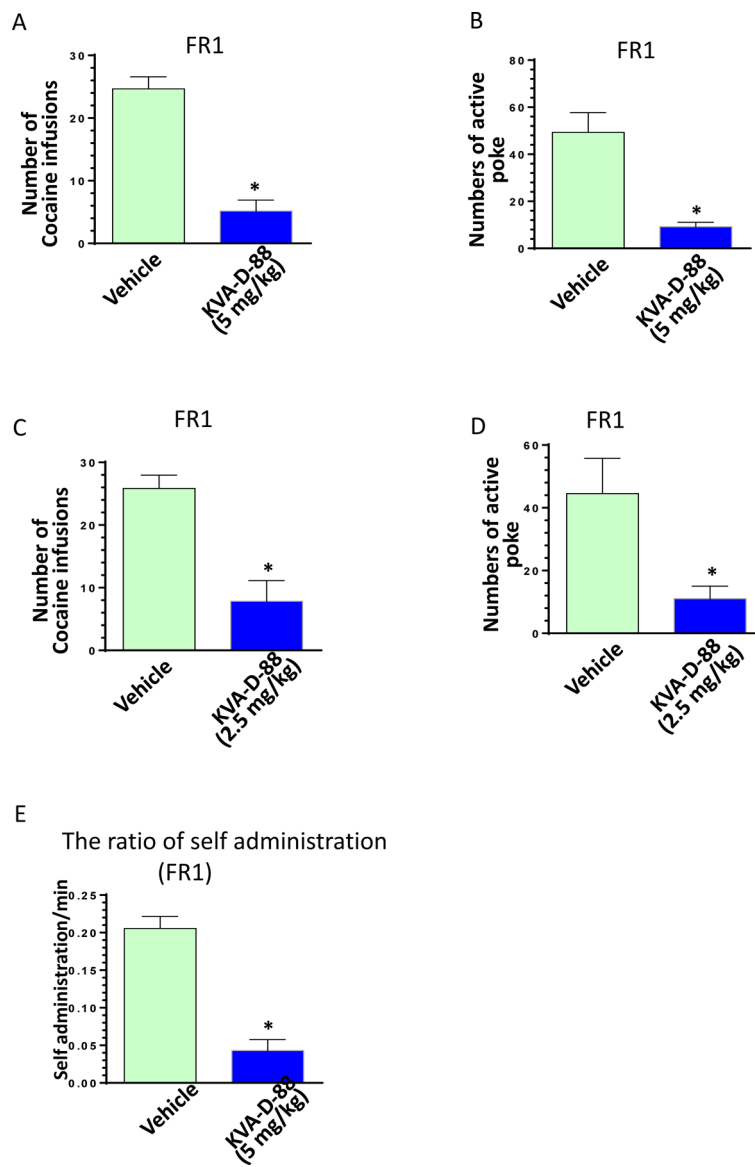 A
FR1
Number of
Cocaine infusions
30
20
10
0
*
Vehicle
KVA-D-88
(5 mg/kg)
B
FR1
Numbers of active
poke
80
60
40
20
0
*
Vehicle
KVA-D-88
(5 mg/kg)
C
FR1
Number of
Cocaine infusions
30
20
10
0
*
Vehicle
KVA-D-88
(2.5 mg/kg)
D
FR1
Numbers of active
poke
60
40
20
0
*
Vehicle
KVA-D-88
(2.5 mg/kg)
E
The ratio of self administration
(FR1)
Self administration/min
0.25
0.20
0.15
0.10
0.05
0.00
*
Vehicle
KVA-D-88
(5 mg/kg)